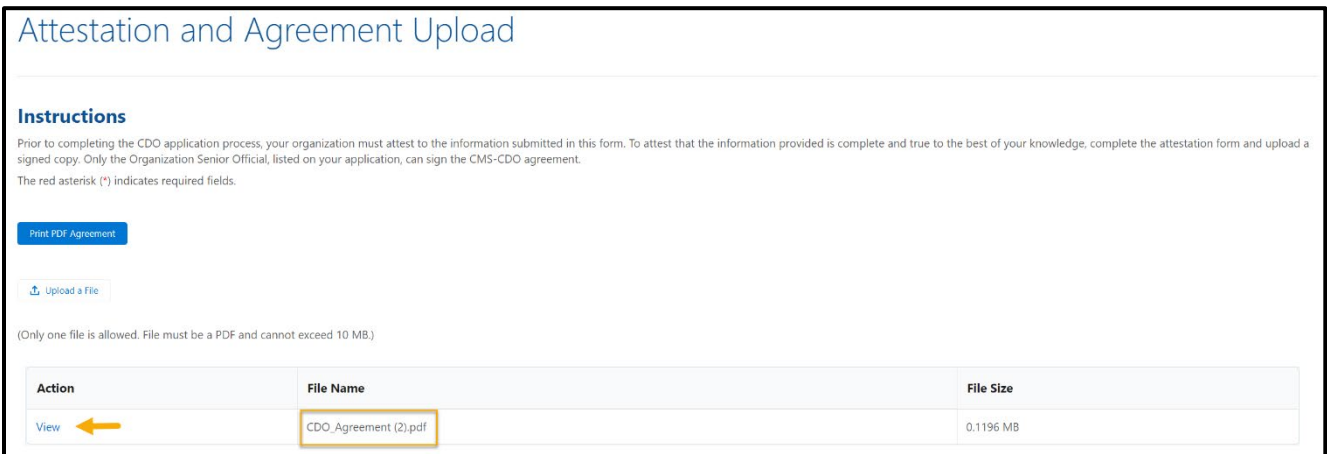 Attestation and Agreement Upload
Instructions
Prior to completing the CDO application process, your organization must attest to the information submitted in this form. To attest that the information provided is complete and true to the best of your knowledge, complete the attestation form and upload a
signed copy. Only the Organization Senior Official, listed on your application, can sign the CMS-CDO agreement.
The red asterisk (*) indicates required fields.
Print PDF Agreement
Upload a File
(Only one file is allowed. File must be a PDF and cannot exceed 10 MB.)
Action File Name File Size
View CDO_Agreement (2).pdf 0.1196 MB